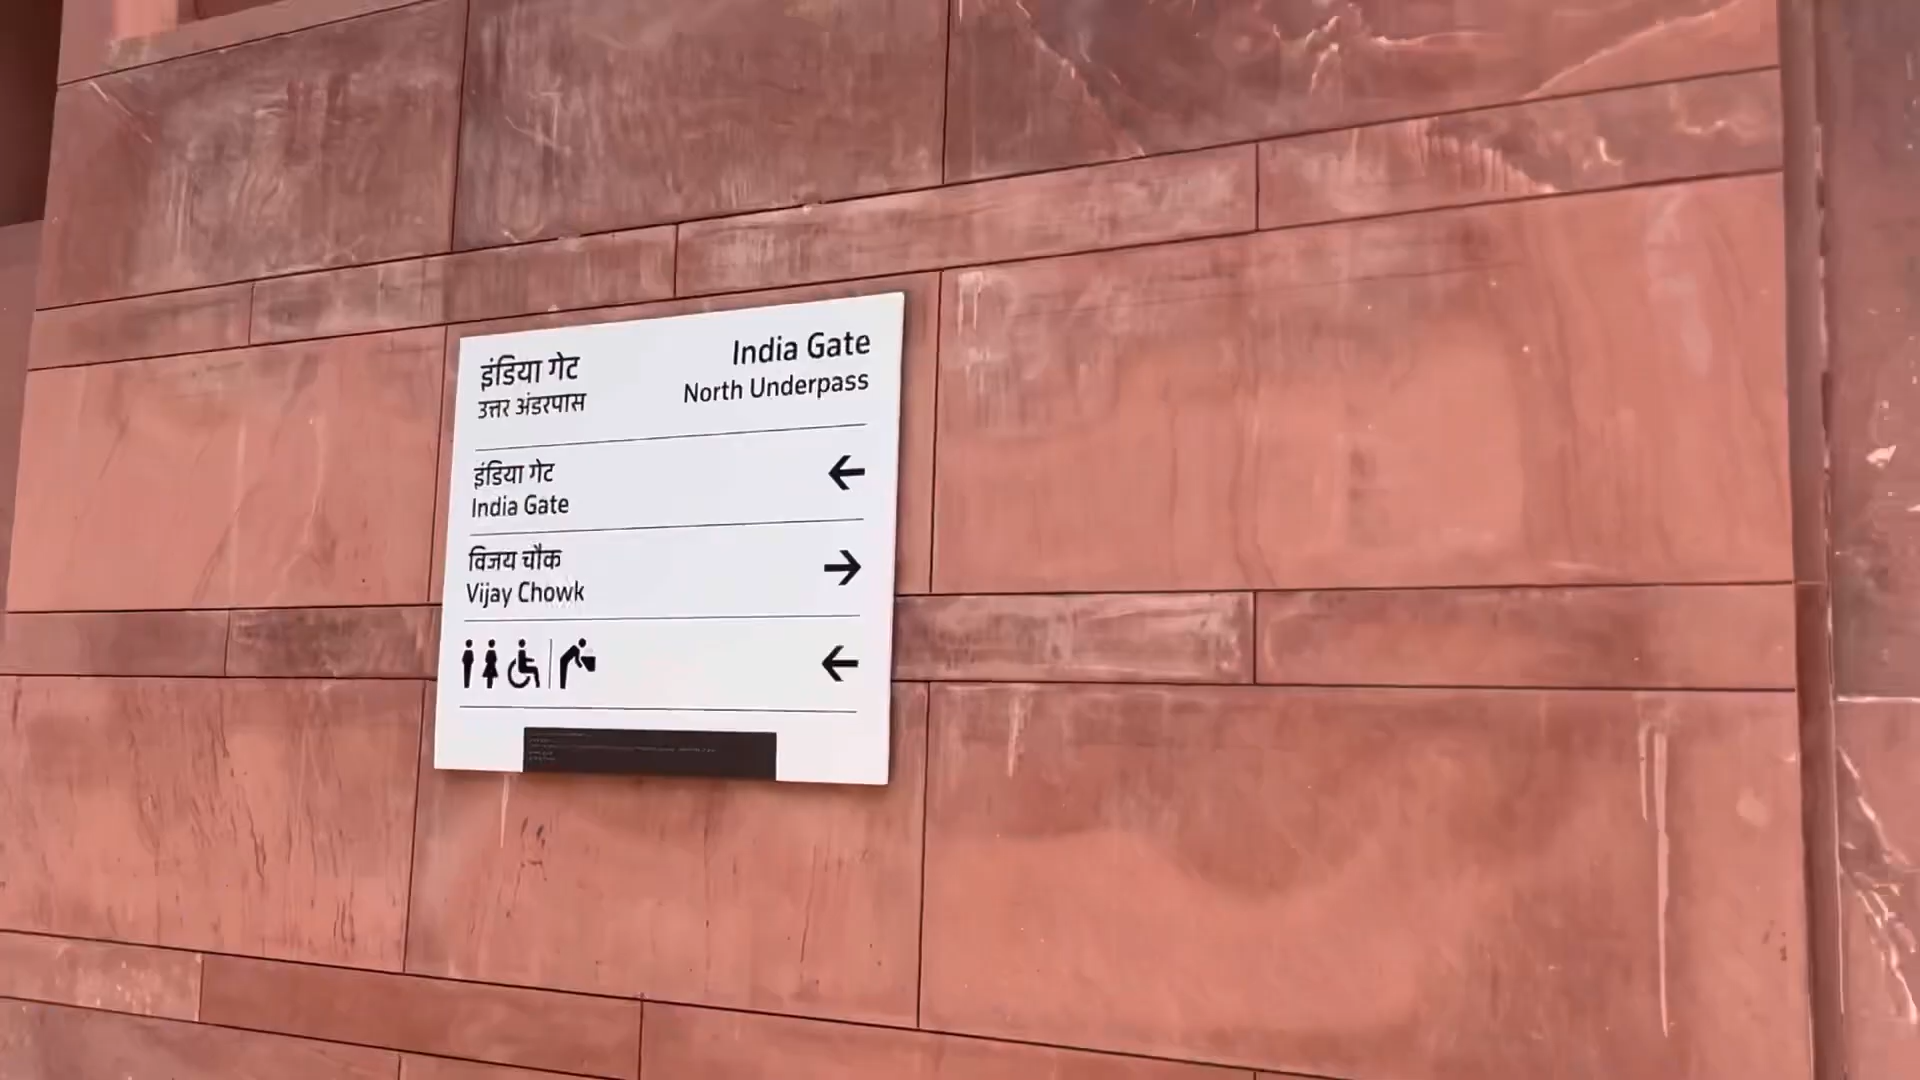 इंडिया गेट
उत्तर अंडरपास
India Gate
North Underpass
इंडिया गेट
India Gate
विजय चौक
Vijay Chowk